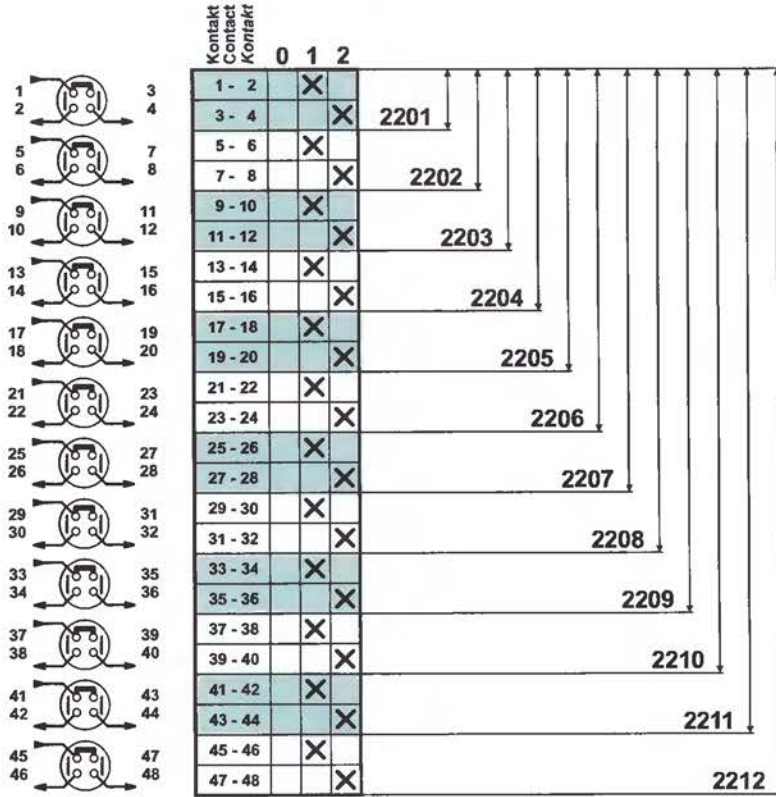 Kontakt
Contact
Kontakt
0 1 2
1 3 1 - 2 X
2 4 3 - 4 X 2201
5 7 5 - 6 X
6 8 7 - 8 X 2202
9 11 9 - 10 X
10 12 11 - 12 X 2203
13 15 13 - 14 X
14 16 15 - 16 X 2204
17 19 17 - 18 X
18 20 19 - 20 X 2205
21 23 21 - 22 X
22 24 23 - 24 X 2206
25 27 25 - 26 X
26 28 27 - 28 X 2207
29 31 29 - 30 X
30 32 31 - 32 X 2208
33 35 33 - 34 X
34 36 35 - 36 X 2209
37 39 37 - 38 X
38 40 39 - 40 X 2210
41 43 41 - 42 X
42 44 43 - 44 X 2211
45 47 45 - 46 X
46 48 47 - 48 X 2212